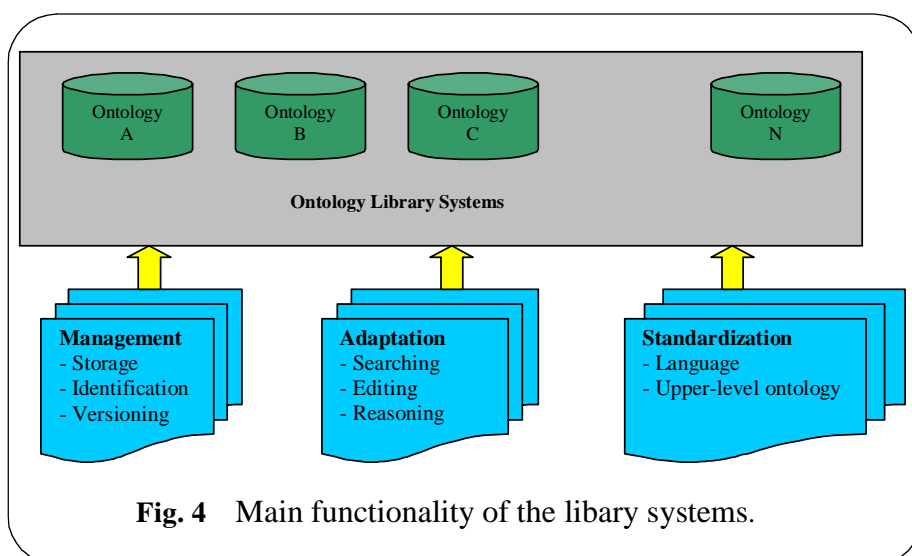 Ontology
A
Ontology
B
Ontology
C
Ontology
N
Ontology Library Systems
Management
- Storage
- Identification
- Versioning
Adaptation
- Searching
- Editing
- Reasoning
Standardization
- Language
- Upper-level ontology
Fig. 4 Main functionality of the libary systems.